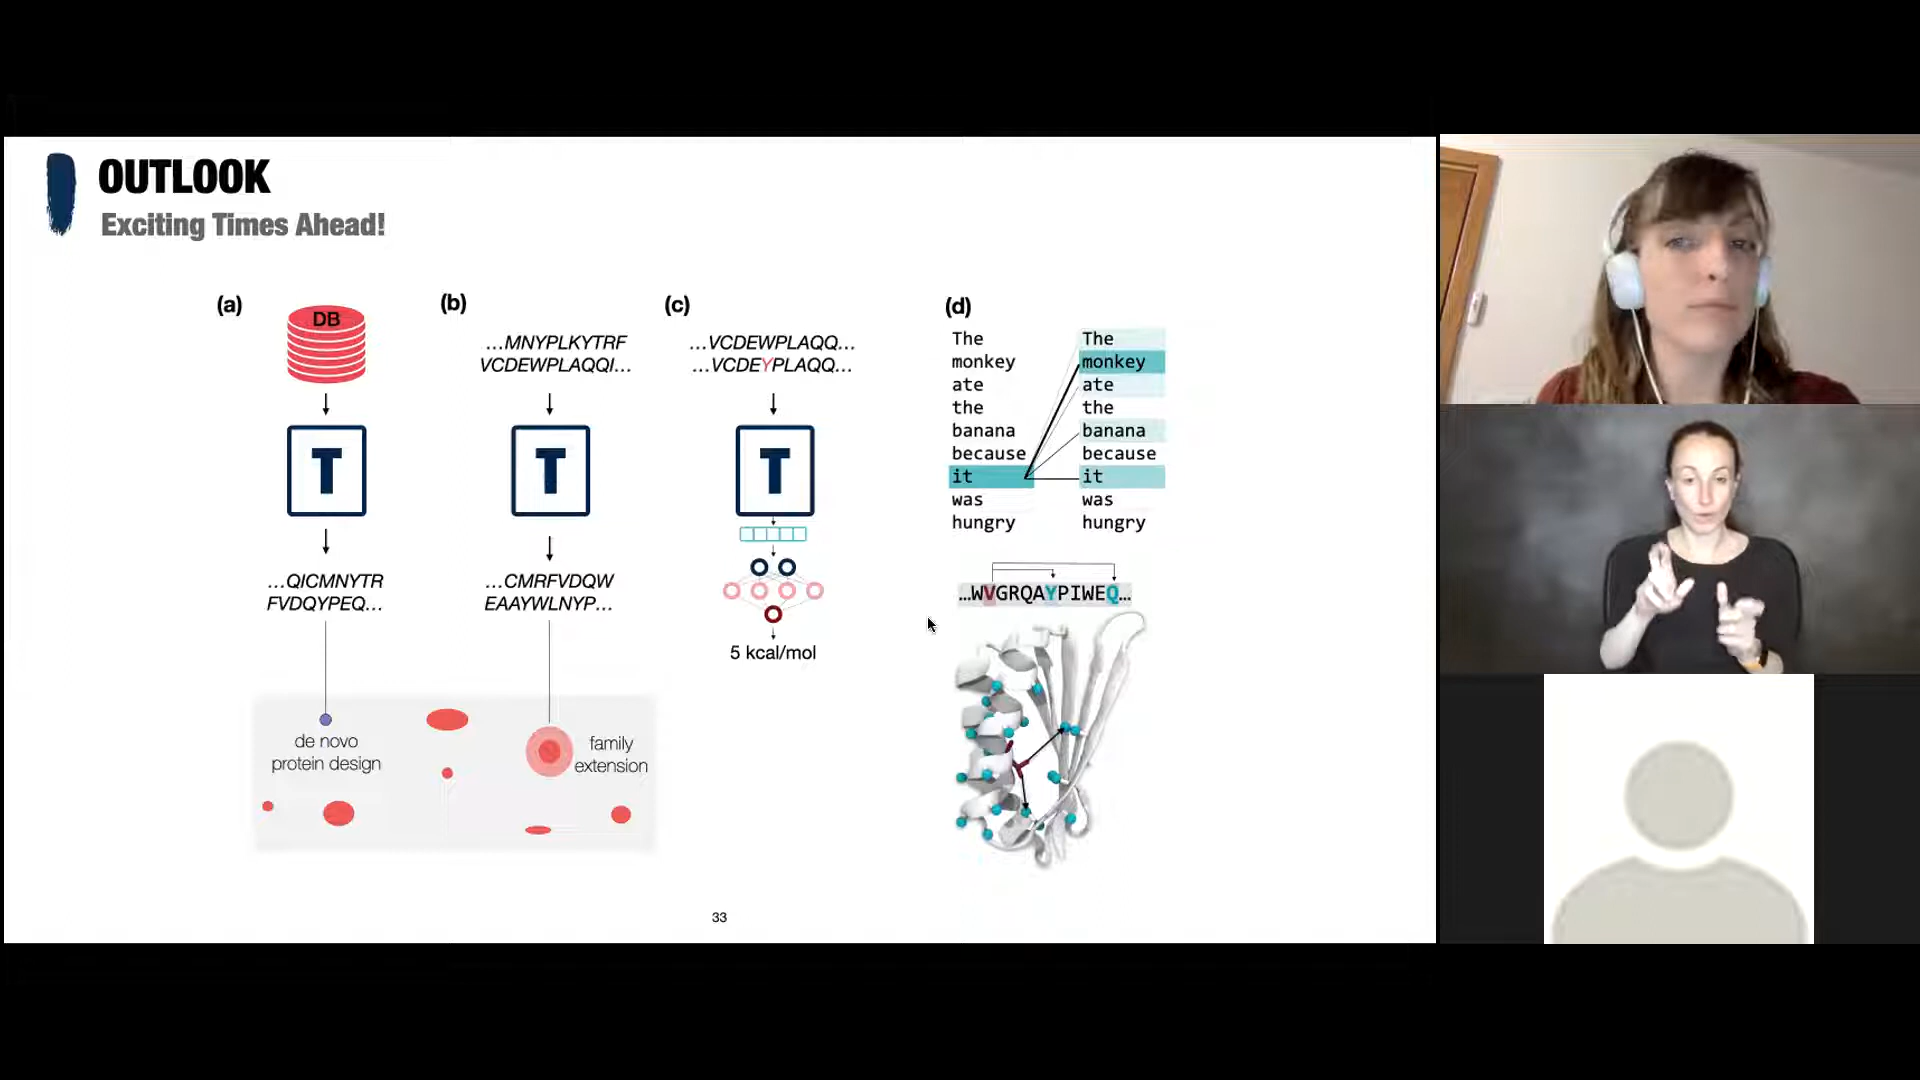 OUTLOOK
Exciting Times Ahead!
(a)
DB
T
…QICMNYTR
FVDQYPEQ…
de novo
protein design
(b)
…MNYPLKYTRF
VCDEWPLAQQI…
T
…CMRFVDQW
EAAYWLNYP…
family
extension
(c)
…VCDEWPLAQQ…
…VCDEYPLAQQ…
T
5 kcal/mol
(d)
The The
monkey monkey
ate ate
the the
banana banana
because because
it it
was was
hungry hungry
…WVGRQAYPIWEQ…
33